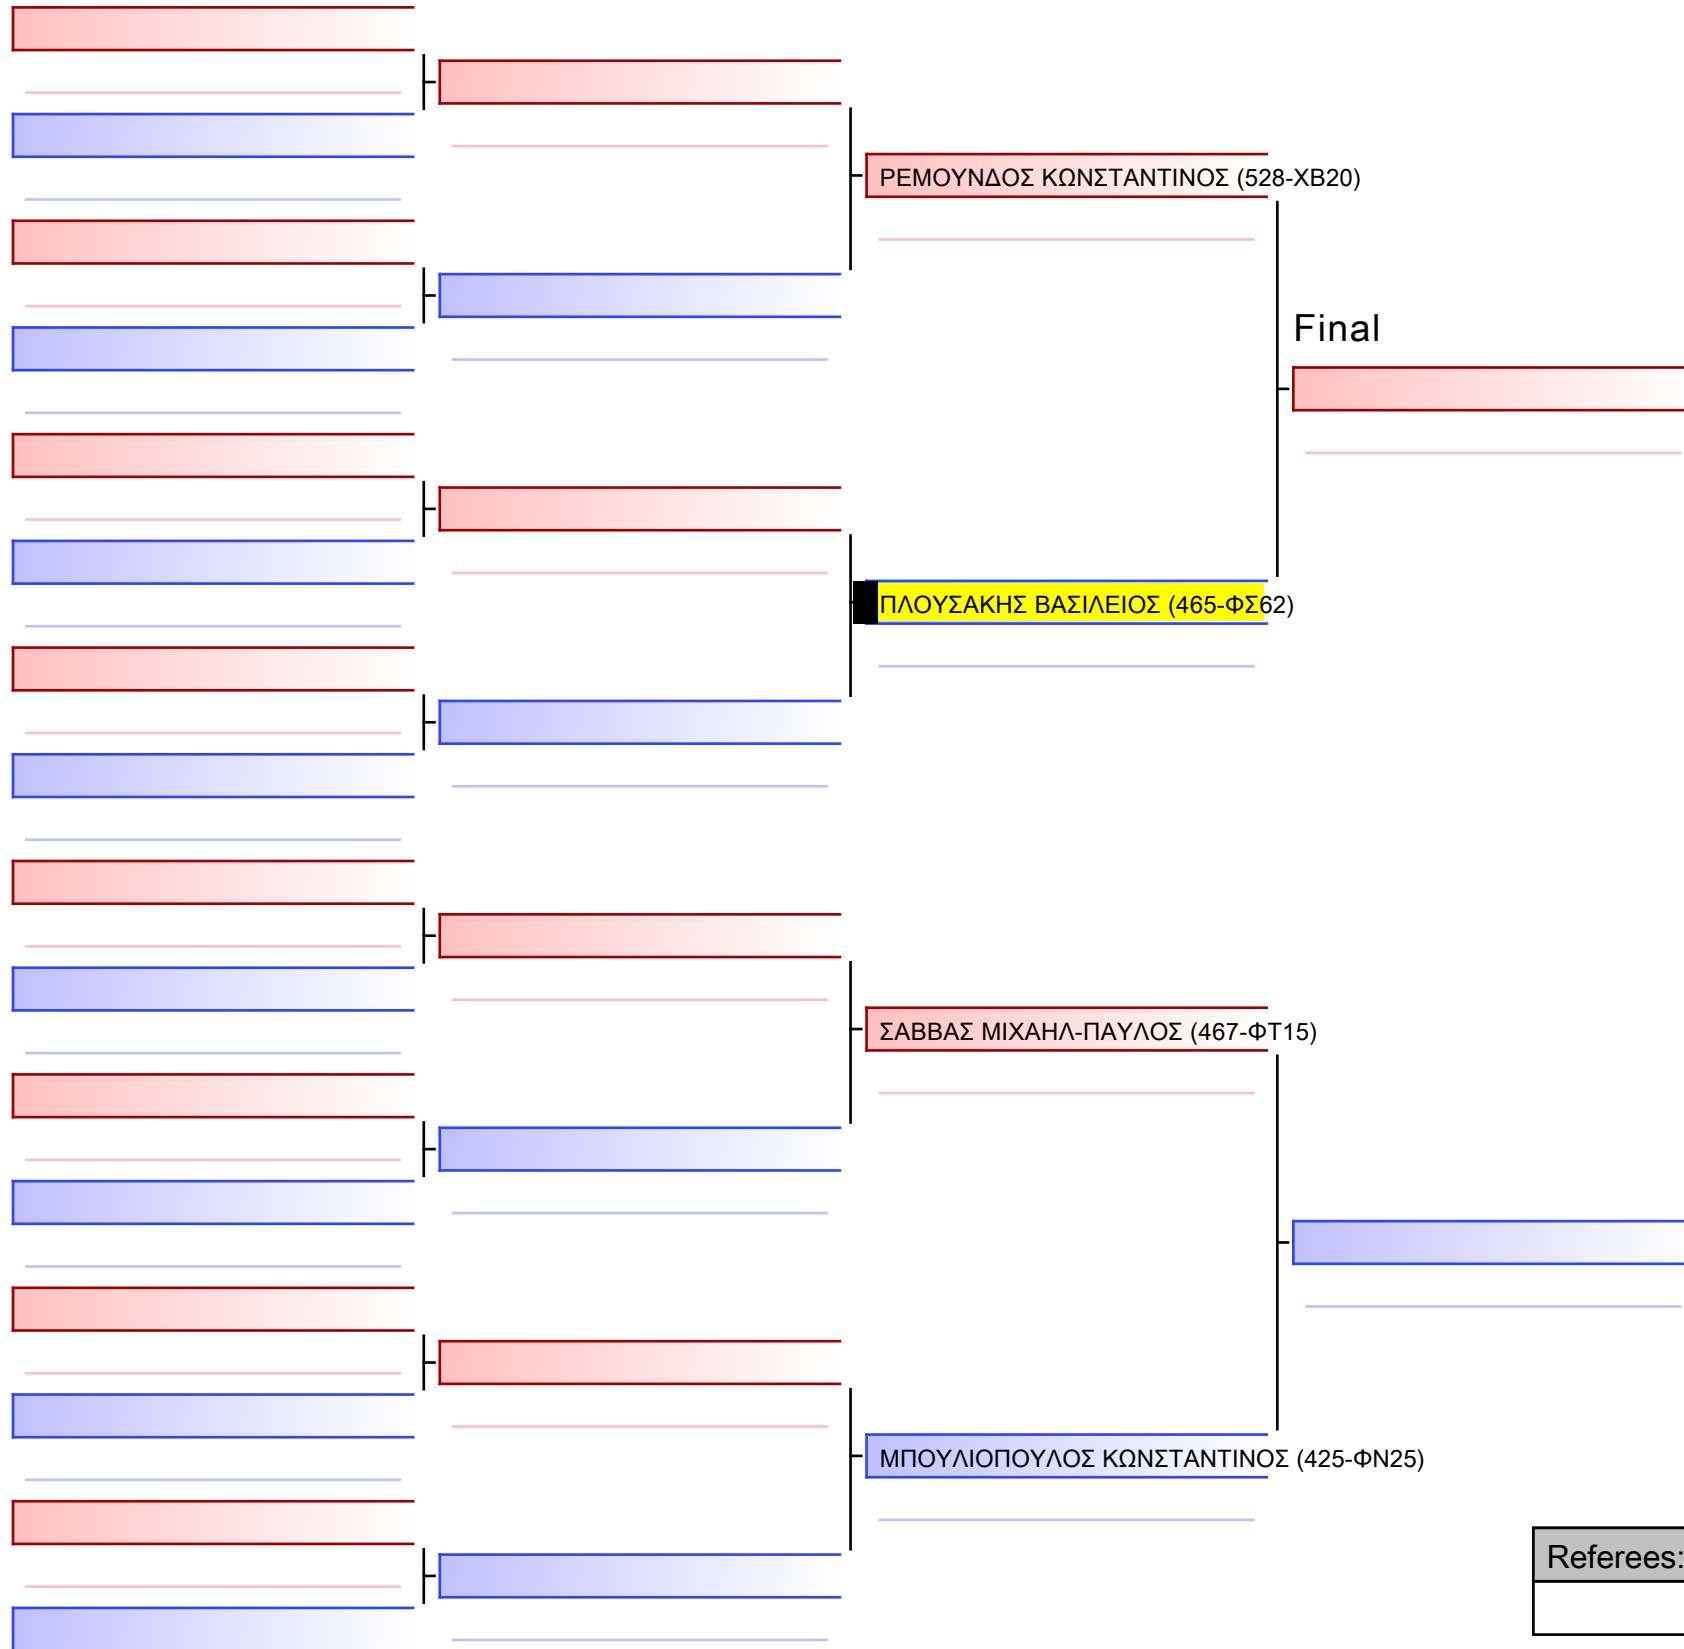 ΡΕΜΟΥΝΔΟΣ ΚΩΝΣΤΑΝΤΙΝΟΣ (528-ΧΒ20)
Final
ΠΛΟΥΣΑΚΗΣ ΒΑΣΙΛΕΙΟΣ (465-ΦΣ62)
ΣΑΒΒΑΣ ΜΙΧΑΗΛ-ΠΑΥΛΟΣ (467-ΦΤ15)
ΜΠΟΥΛΙΟΠΟΥΛΟΣ ΚΩΝΣΤΑΝΤΙΝΟΣ (425-ΦΝ25)
Referees: